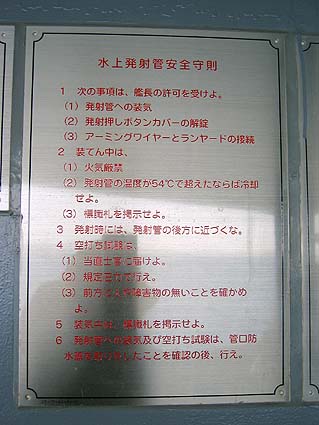 水上発射管安全守則
1 次の事項は、艦長の許可を受けよ。
(1) 発射管への装気
(2) 発射押しボタンカバーの解錠
(3) アーミングワイヤーとランヤードの接続
2 装てん中は、
(1) 火気厳禁
(2) 発射管の温度が54℃で超えたならば冷却
せよ。
(3) 標識札を掲示せよ。
3 発射時には、発射管の後方に近づくな。
4 空打ち試験は、
(1) 当直士官に届けよ。
(2) 規定圧力で行え。
(3) 前方に障害物の無いことを確かめ
よ。
5 装気中は、標識札を掲示せよ。
6 発射管への装気及び空打ち試験は、管口防
水蓋を取り外したことを確認の後、行え。